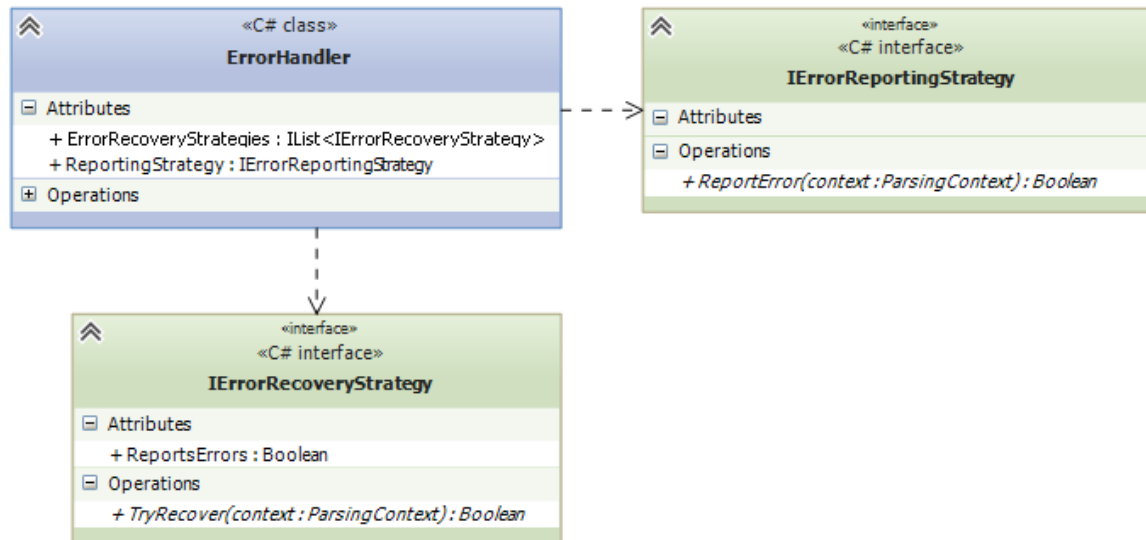 «C# class»
ErrorHandler
Attributes
+ ErrorRecoveryStrategies : IList<IErrorRecoveryStrategy>
+ ReportingStrategy : IErrorReportingStrategy
Operations
«interface»
«C# interface»
IErrorReportingStrategy
Attributes
Operations
+ ReportError(context : ParsingContext) : Boolean
«interface»
«C# interface»
IErrorRecoveryStrategy
Attributes
+ ReportsErrors : Boolean
Operations
+ TryRecover(context : ParsingContext) : Boolean